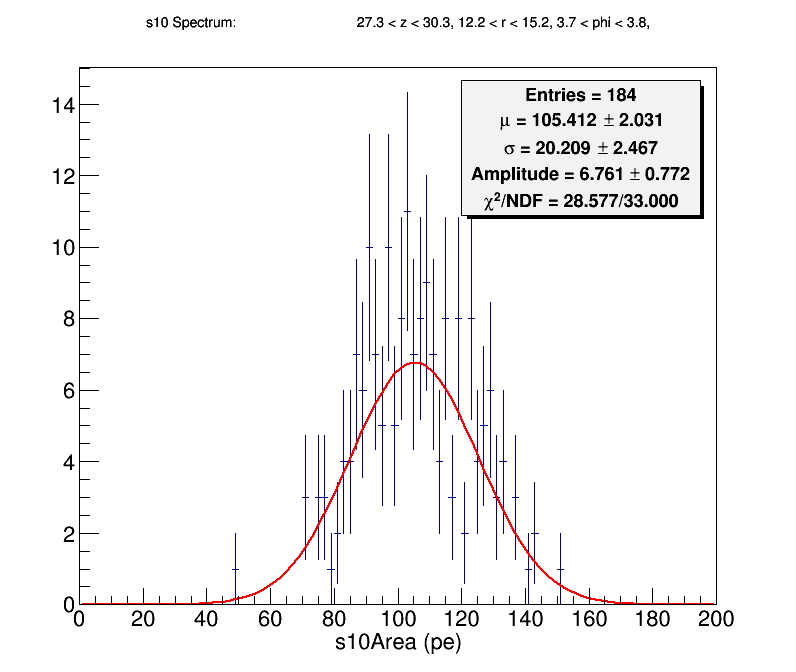 s10 Spectrum: 27.3 < z < 30.3, 12.2 < r < 15.2, 3.7 < phi < 3.8,
Entries = 184
μ = 105.412 ± 2.031
σ = 20.209 ± 2.467
Amplitude = 6.761 ± 0.772
χ²/NDF = 28.577/33.000
14
12
10
8
6
4
2
0
0 20 40 60 80 100 120 140 160 180 200
s10Area (pe)